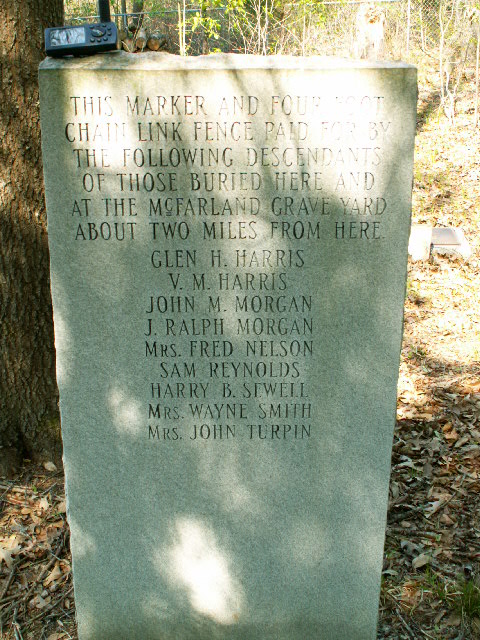 THIS MARKER AND FOUR FOOT
CHAIN LINK FENCE PAID FOR BY
THE FOLLOWING DESCENDANTS
OF THOSE BURIED HERE AND
AT THE McFARLAND GRAVE YARD
ABOUT TWO MILES FROM HERE.
GLEN H. HARRIS
V. M. HARRIS
JOHN M. MORGAN
J. RALPH MORGAN
MRS. FRED NELSON
SAM REYNOLDS
HARRY B. SEWELL
MRS. WAYNE SMITH
MRS. JOHN TURPIN